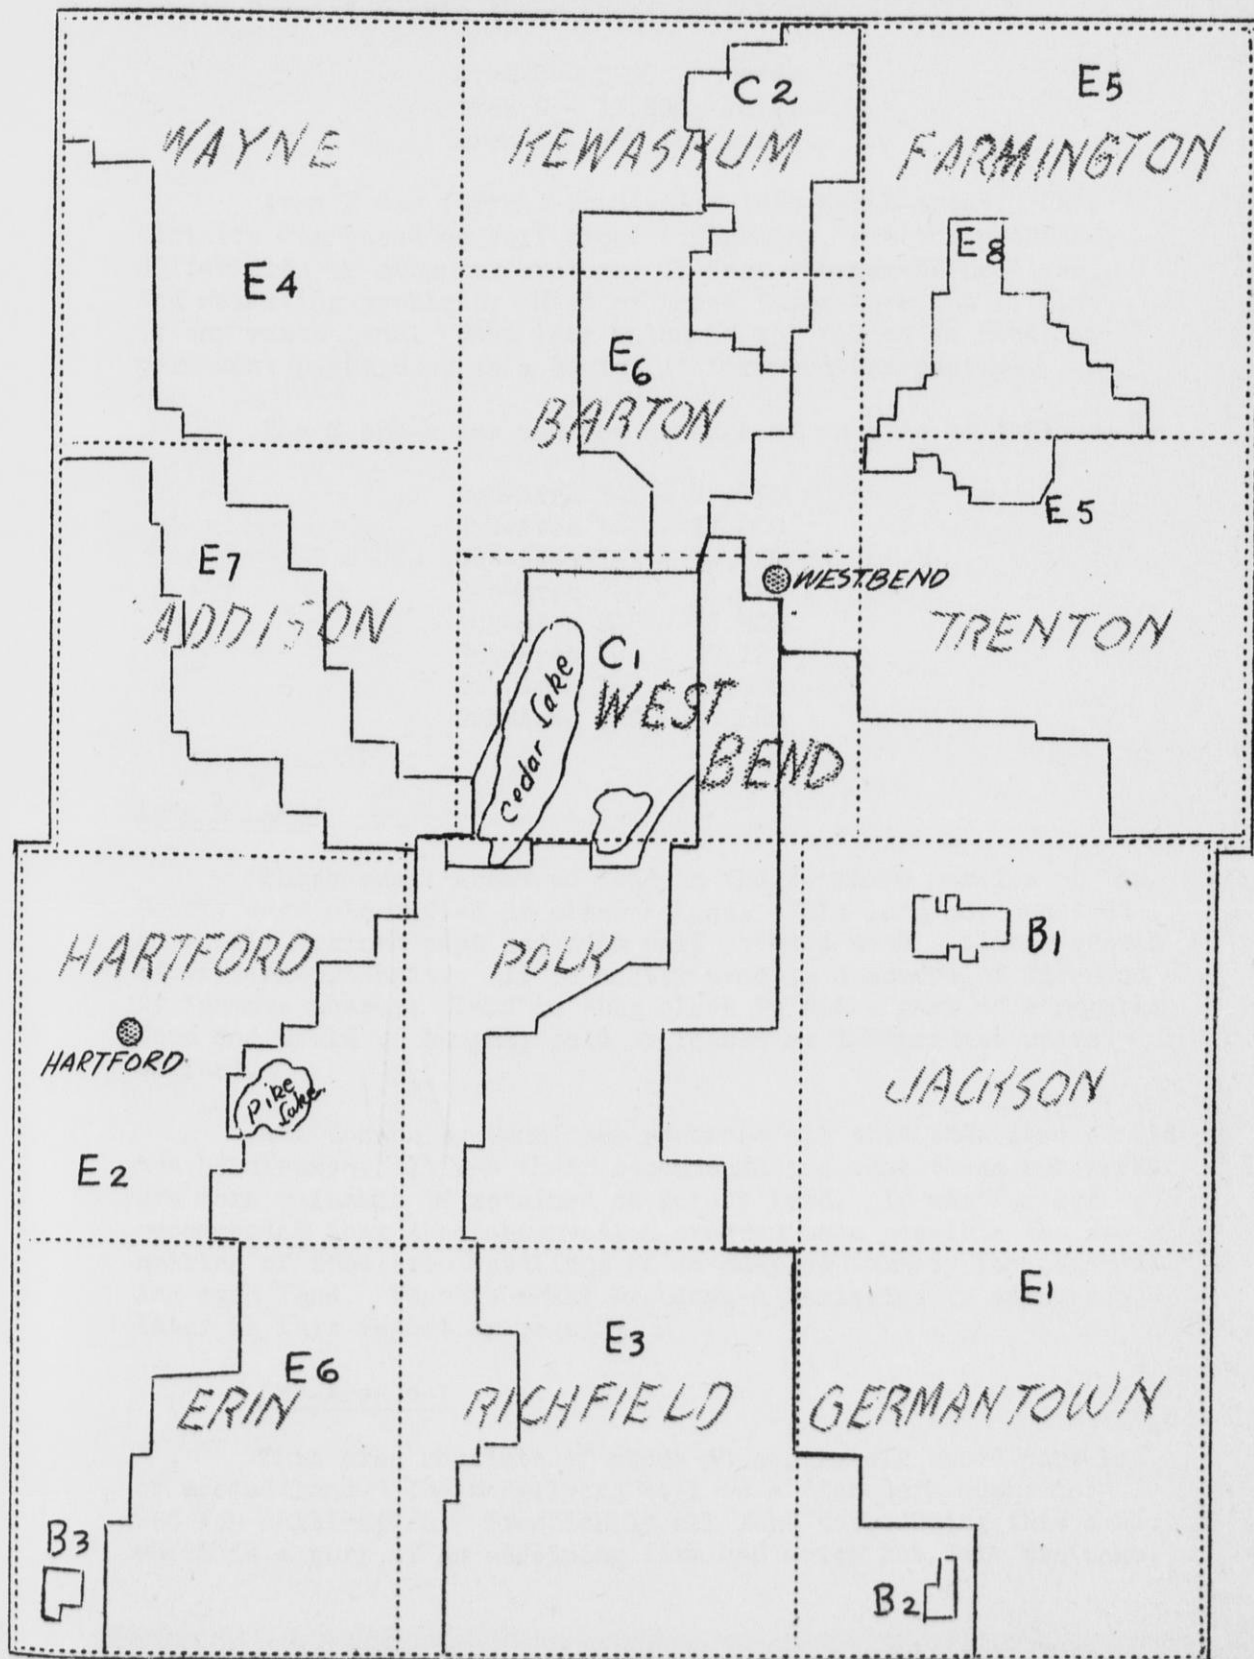 C2
E5
WAYNE
KEWASKUM
FARMINGTON
E8
E4
E6
BARTON
E5
E7
WESTBEND
ADDISON
TRENTON
C1
Cedar Lake
WEST
BEND
B1
HARTFORD
POLK
HARTFORD
Pike
Lake
JACKSON
E2
E1
E3
E6
ERIN
RICHFIELD
GERMANTOWN
B3
B2